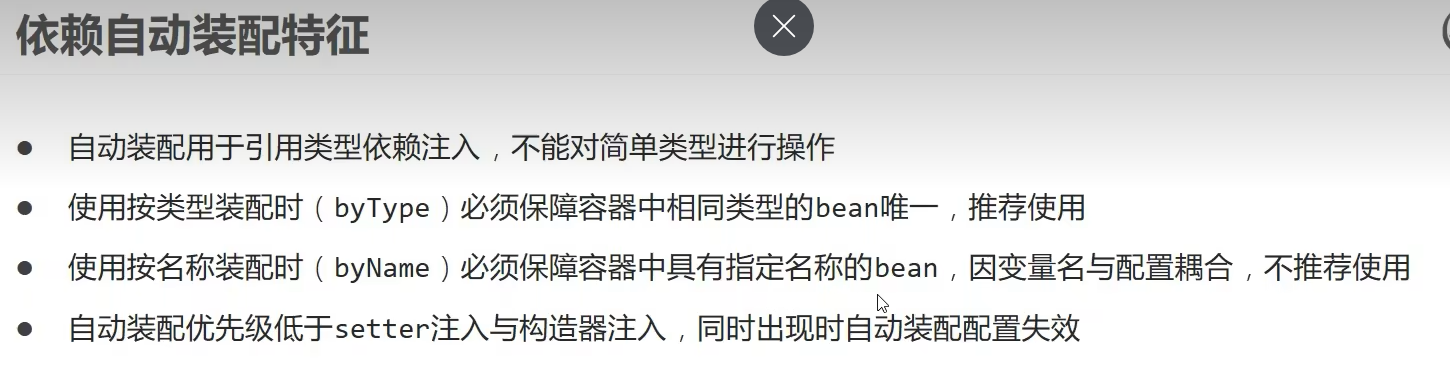 依赖自动装配特征
● 自动装配用于引用类型依赖注入，不能对简单类型进行操作
● 使用按类型装配时（byType）必须保障容器中相同类型的bean唯一，推荐使用
● 使用按名称装配时（byName）必须保障容器中具有指定名称的bean，因变量名与配置耦合，不推荐使用
● 自动装配优先级低于setter注入与构造器注入，同时出现时自动装配配置失效